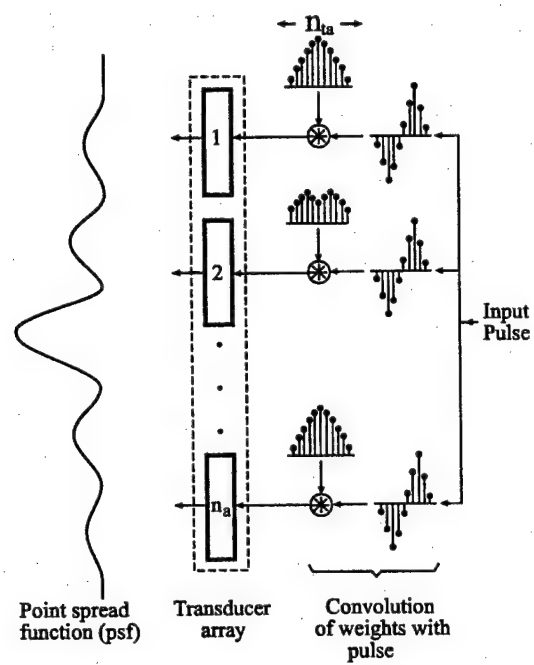 n_ta
1
2
n_a
Input
Pulse
Point spread
function (psf)
Transducer
array
Convolution
of weights with
pulse